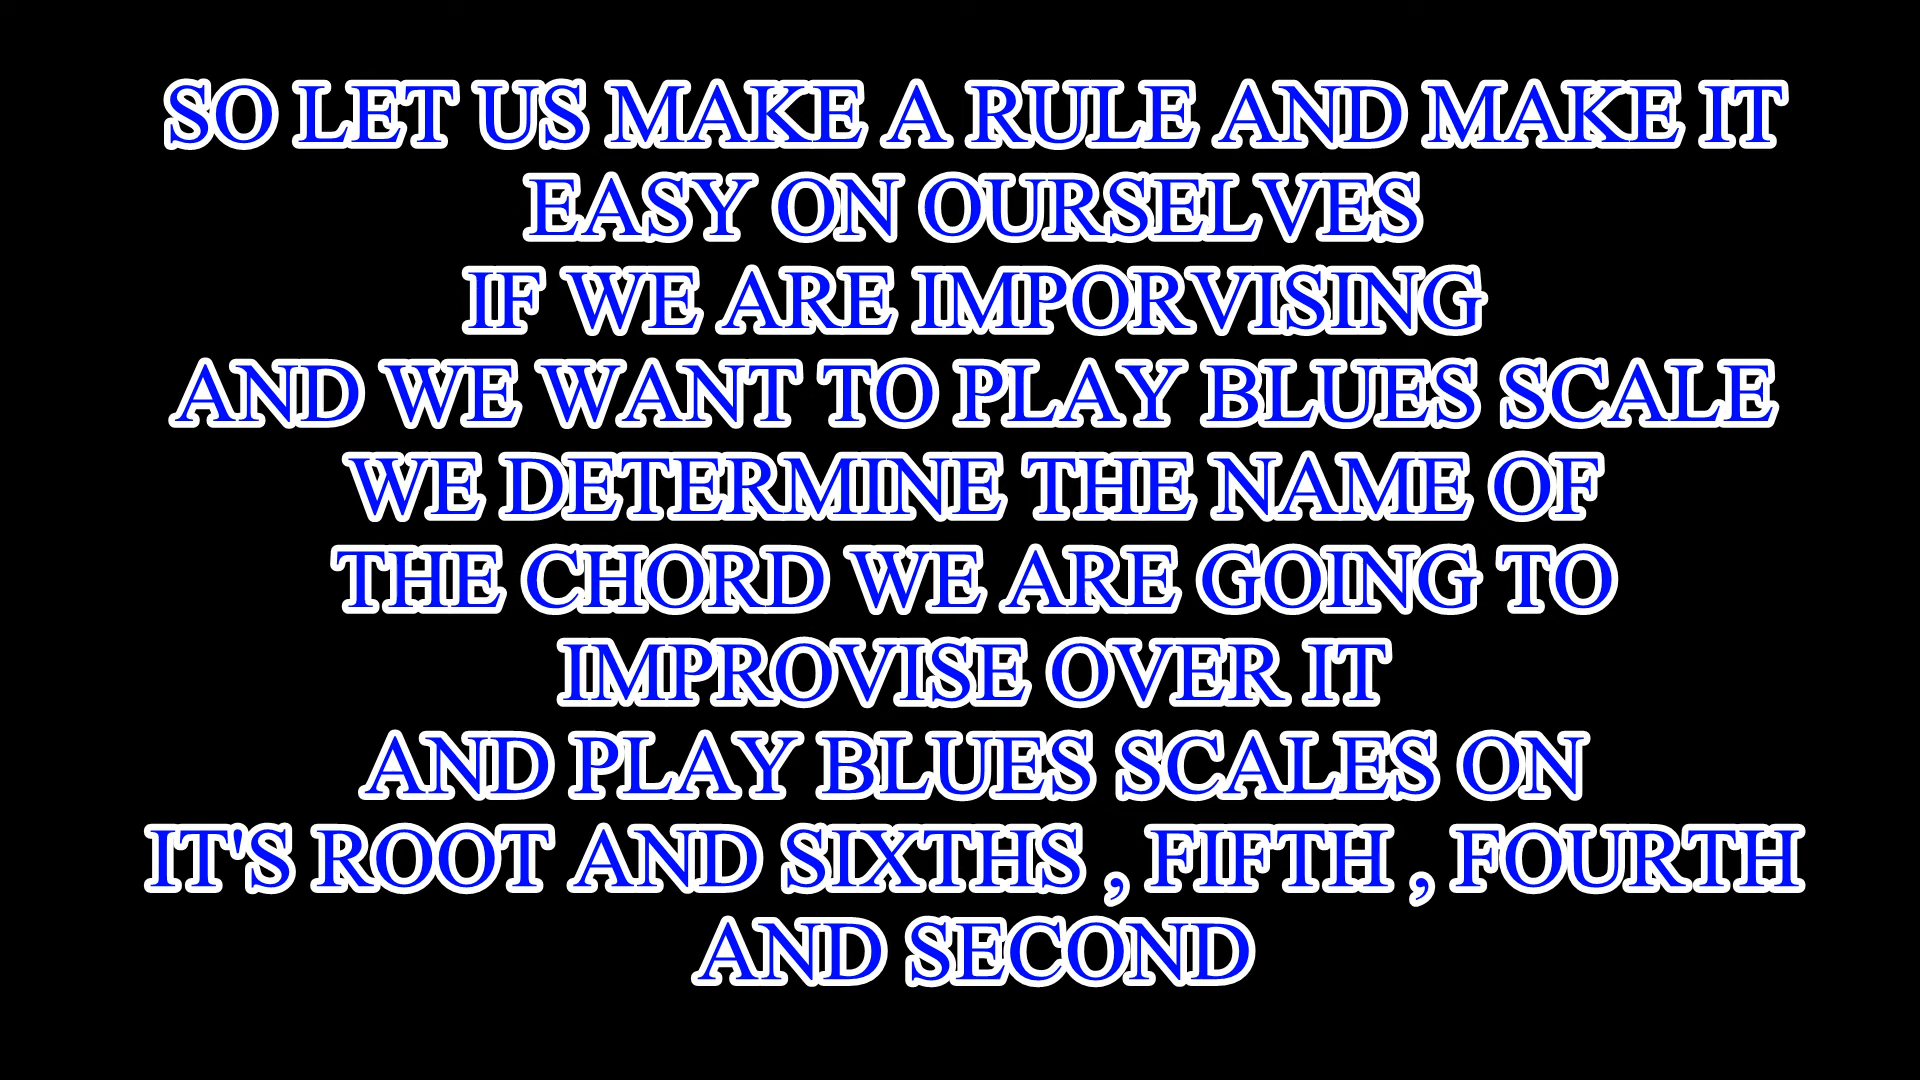 SO LET US MAKE A RULE AND MAKE IT
EASY ON OURSELVES
IF WE ARE IMPORVISING
AND WE WANT TO PLAY BLUES SCALE
WE DETERMINE THE NAME OF
THE CHORD WE ARE GOING TO
IMPROVISE OVER IT
AND PLAY BLUES SCALES ON
IT'S ROOT AND SIXTHS , FIFTH , FOURTH
AND SECOND